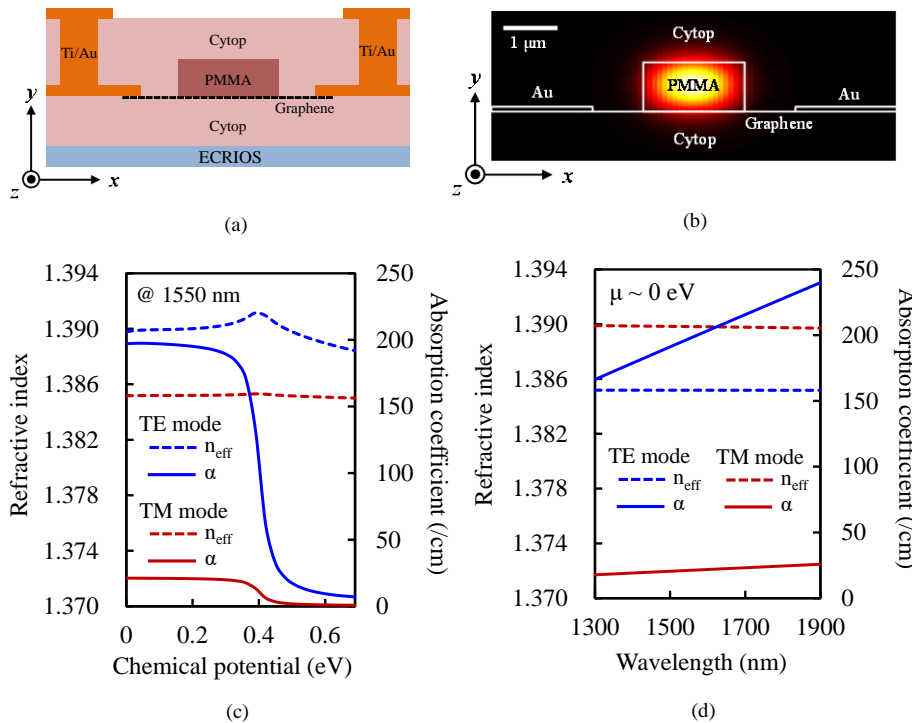 Cytop
Ti/Au
Ti/Au
PMMA
Graphene
Cytop
ECRIOS
y
z
x
(a)
1 μm
Cytop
PMMA
Au
Au
Graphene
Cytop
y
z
x
(b)
1.394
1.390
1.386
1.382
1.378
1.374
1.370
Refractive index
@ 1550 nm
TE mode
neff
α
TM mode
neff
α
250
200
150
100
50
0
Absorption coefficient (/cm)
0
0.2
0.4
0.6
Chemical potential (eV)
(c)
1.394
1.390
1.386
1.382
1.378
1.374
1.370
Refractive index
μ ~ 0 eV
TE mode
neff
α
TM mode
neff
α
250
200
150
100
50
0
Absorption coefficient (/cm)
1300
1500
1700
1900
Wavelength (nm)
(d)